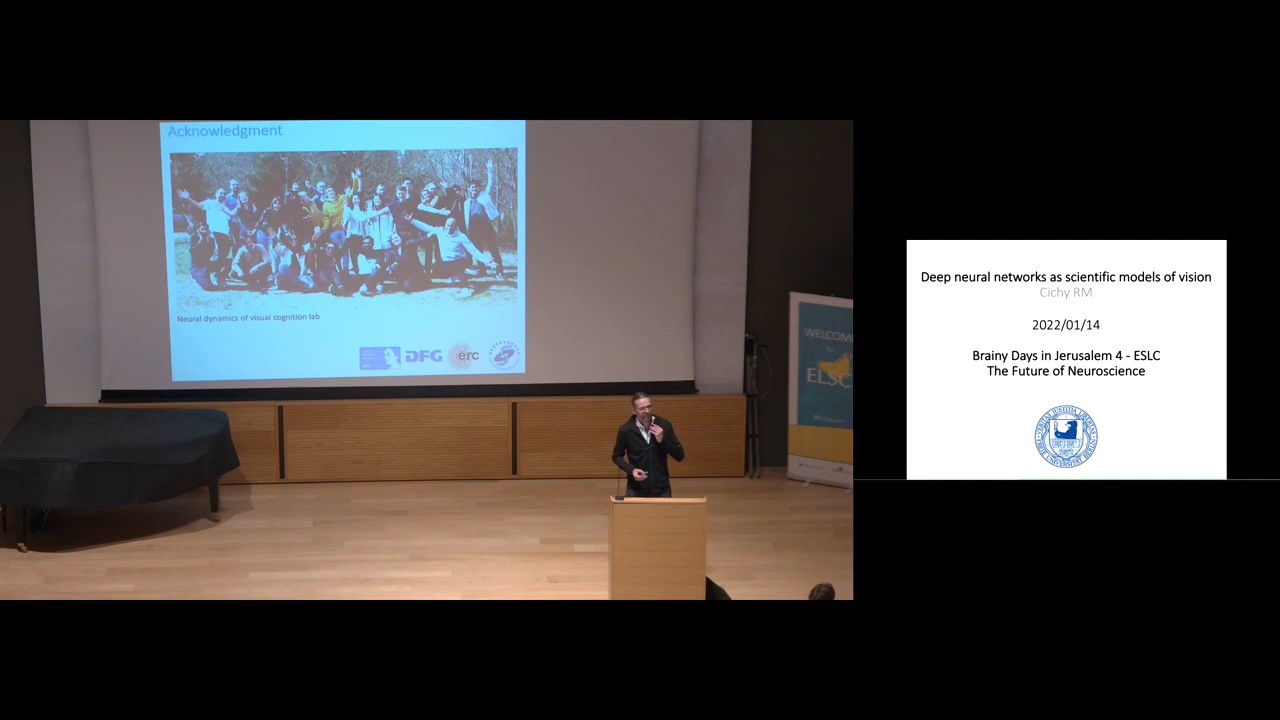 Acknowledgment
Neural dynamics of visual cognition lab
DFG
erc
WELCOME
ELSC
Deep neural networks as scientific models of vision
Cichy RM
2022/01/14
Brainy Days in Jerusalem 4 - ESLC
The Future of Neuroscience